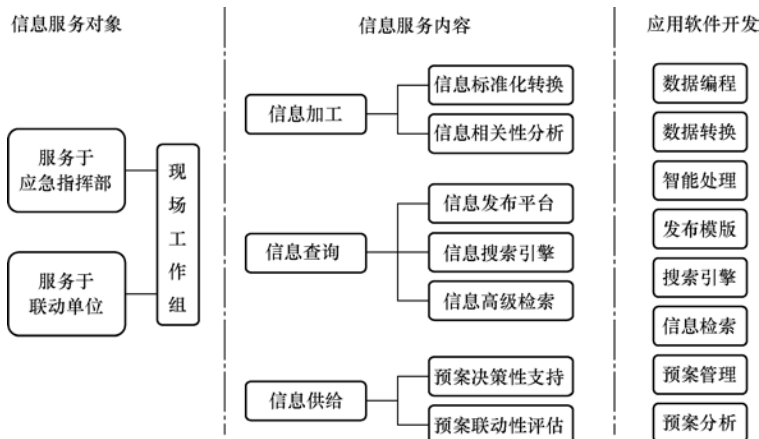 信息服务对象
服务于
应急指挥部
服务于
联动单位
现场工作组
信息服务内容
信息加工
信息标准化转换
信息相关性分析
信息查询
信息发布平台
信息搜索引擎
信息高级检索
信息供给
预案决策性支持
预案联动性评估
应用软件开发
数据编程
数据转换
智能处理
发布模版
搜索引擎
信息检索
预案管理
预案分析